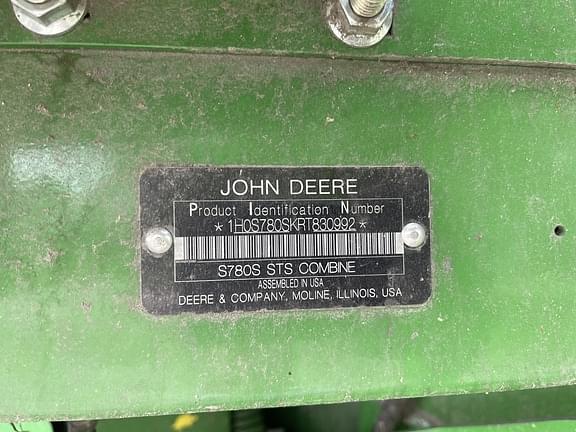 JOHN DEERE
Product Identification Number
*1H0S780SKRT830992*
S780S STS COMBINE
ASSEMBLED IN USA
DEERE & COMPANY, MOLINE, ILLINOIS, USA